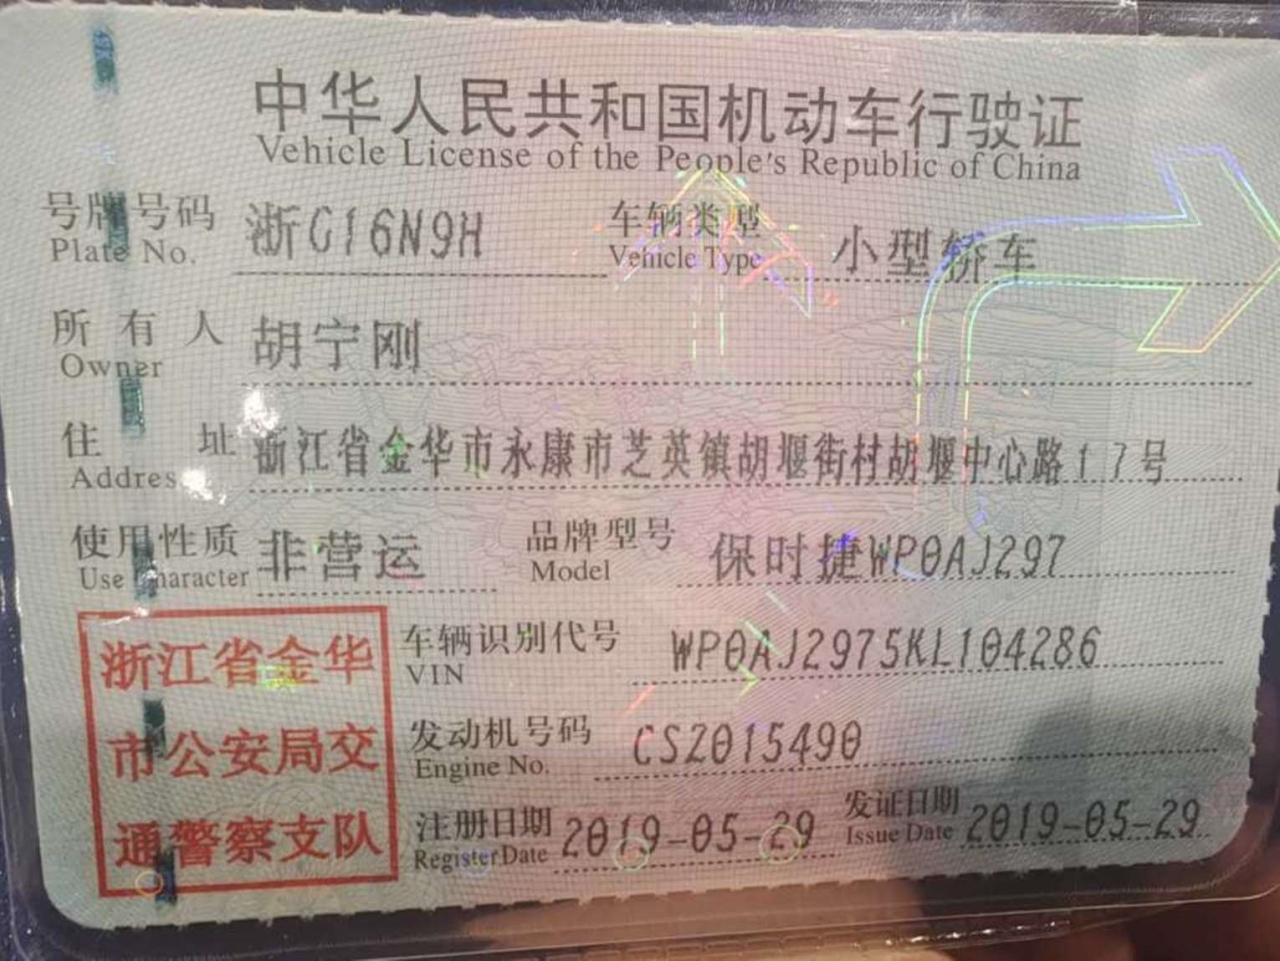 中华人民共和国机动车行驶证
Vehicle License of the People's Republic of China
号牌号码 浙G16N9H 车辆类型 小型轿车
Plate No. Vehicle Type
所有人 胡宁刚
Owner
住址 浙江省金华市永康市芝英镇胡堰街村胡堰中心路17号
Address
使用性质 非营运 品牌型号 保时捷WP0AJ297
Use Character Model
浙江省金华 车辆识别代号 WP0AJ2975KL104286
VIN
市公安局交 发动机号码 CS2015490
Engine No.
通警察支队 注册日期 2019-05-29 发证日期 2019-05-29
Register Date Issue Date